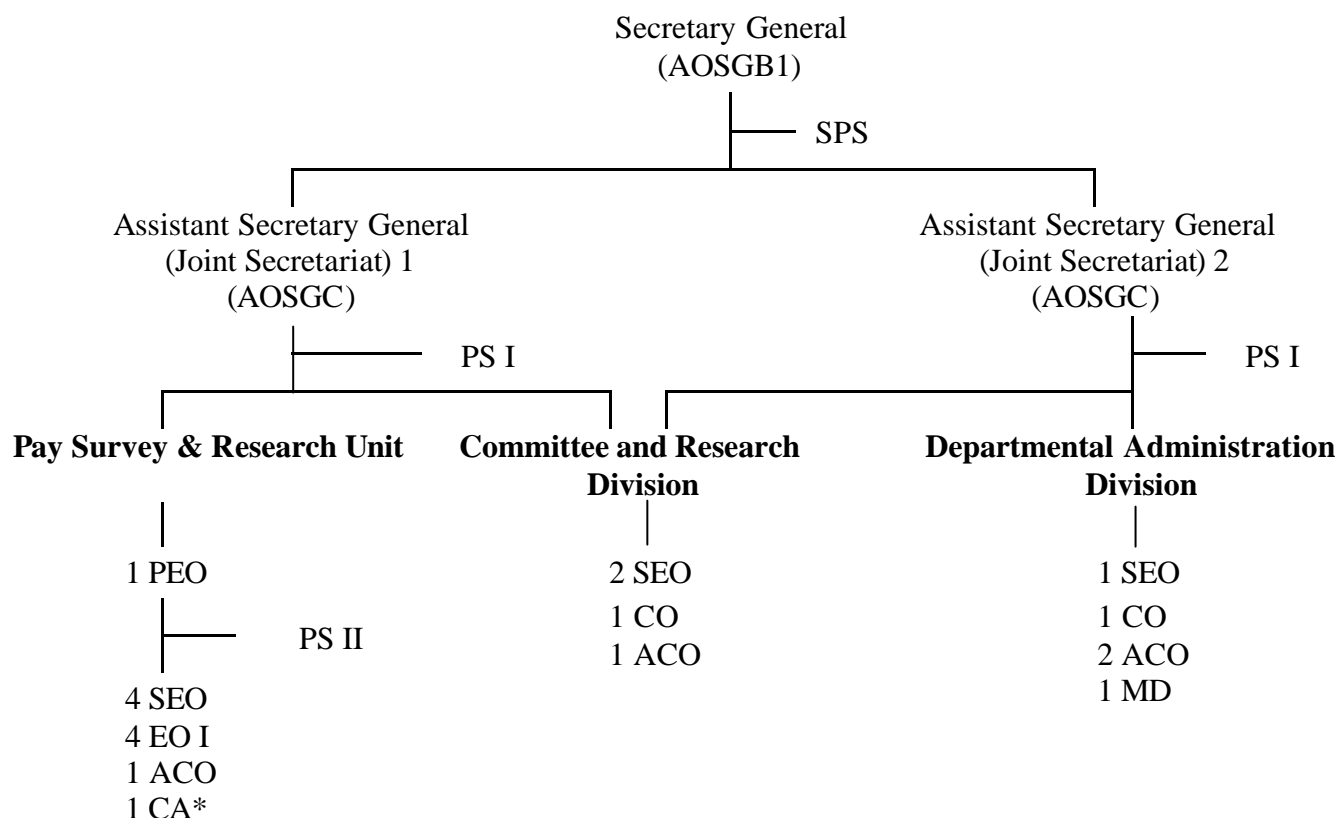 Secretary General
(AOSGB1)
SPS
Assistant Secretary General
(Joint Secretariat) 1
(AOSGC)
Assistant Secretary General
(Joint Secretariat) 2
(AOSGC)
PS I
PS I
Pay Survey & Research Unit
Committee and Research
Division
Departmental Administration
Division
1 PEO
PS II
4 SEO
4 EO I
1 ACO
1 CA*
2 SEO
1 CO
1 ACO
1 SEO
1 CO
2 ACO
1 MD